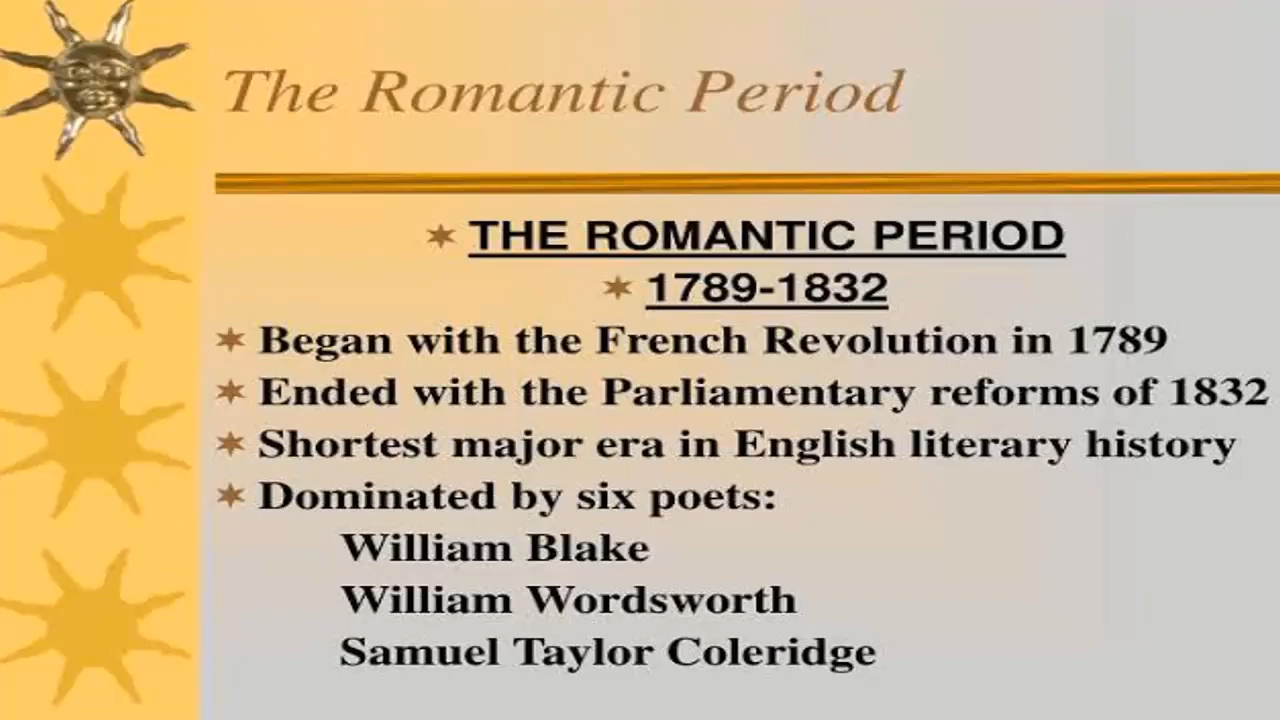 The Romantic Period
THE ROMANTIC PERIOD
1789-1832
Began with the French Revolution in 1789
Ended with the Parliamentary reforms of 1832
Shortest major era in English literary history
Dominated by six poets:
William Blake
William Wordsworth
Samuel Taylor Coleridge